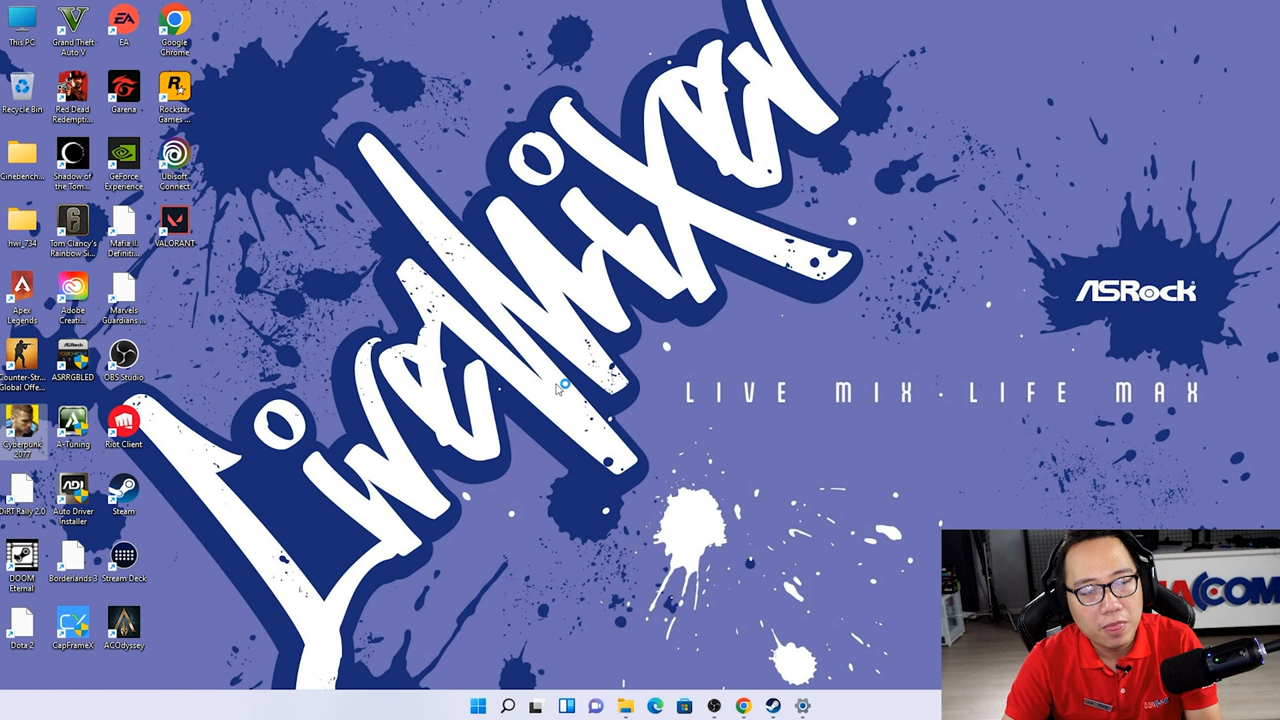 This PC
Grand Theft
Auto V
EA
Google
Chrome
Recycle Bin
Red Dead
Redempti...
Garena
Rockstar
Games ...
Cinebench...
Shadow of
the Tom...
GeForce
Experience
Ubisoft
Connect
hwi_734
Tom Clancy's
Rainbow Si...
Mafia II
Definiti...
VALORANT
Apex
Legends
Adobe
Creati...
Marvels
Guardians ...
Counter-Str...
Global Offe...
ASRRGBLED
OBS Studio
Cyberpunk
2077
A-Tuning
Riot Client
DiRT Rally 2.0
Auto Driver
Installer
Steam
DOOM
Eternal
Borderlands 3
Stream Deck
Dota 2
CapFrameX
ACOdyssey
LiveMixer
ASRock
LIVE MIX·LIFE MAX